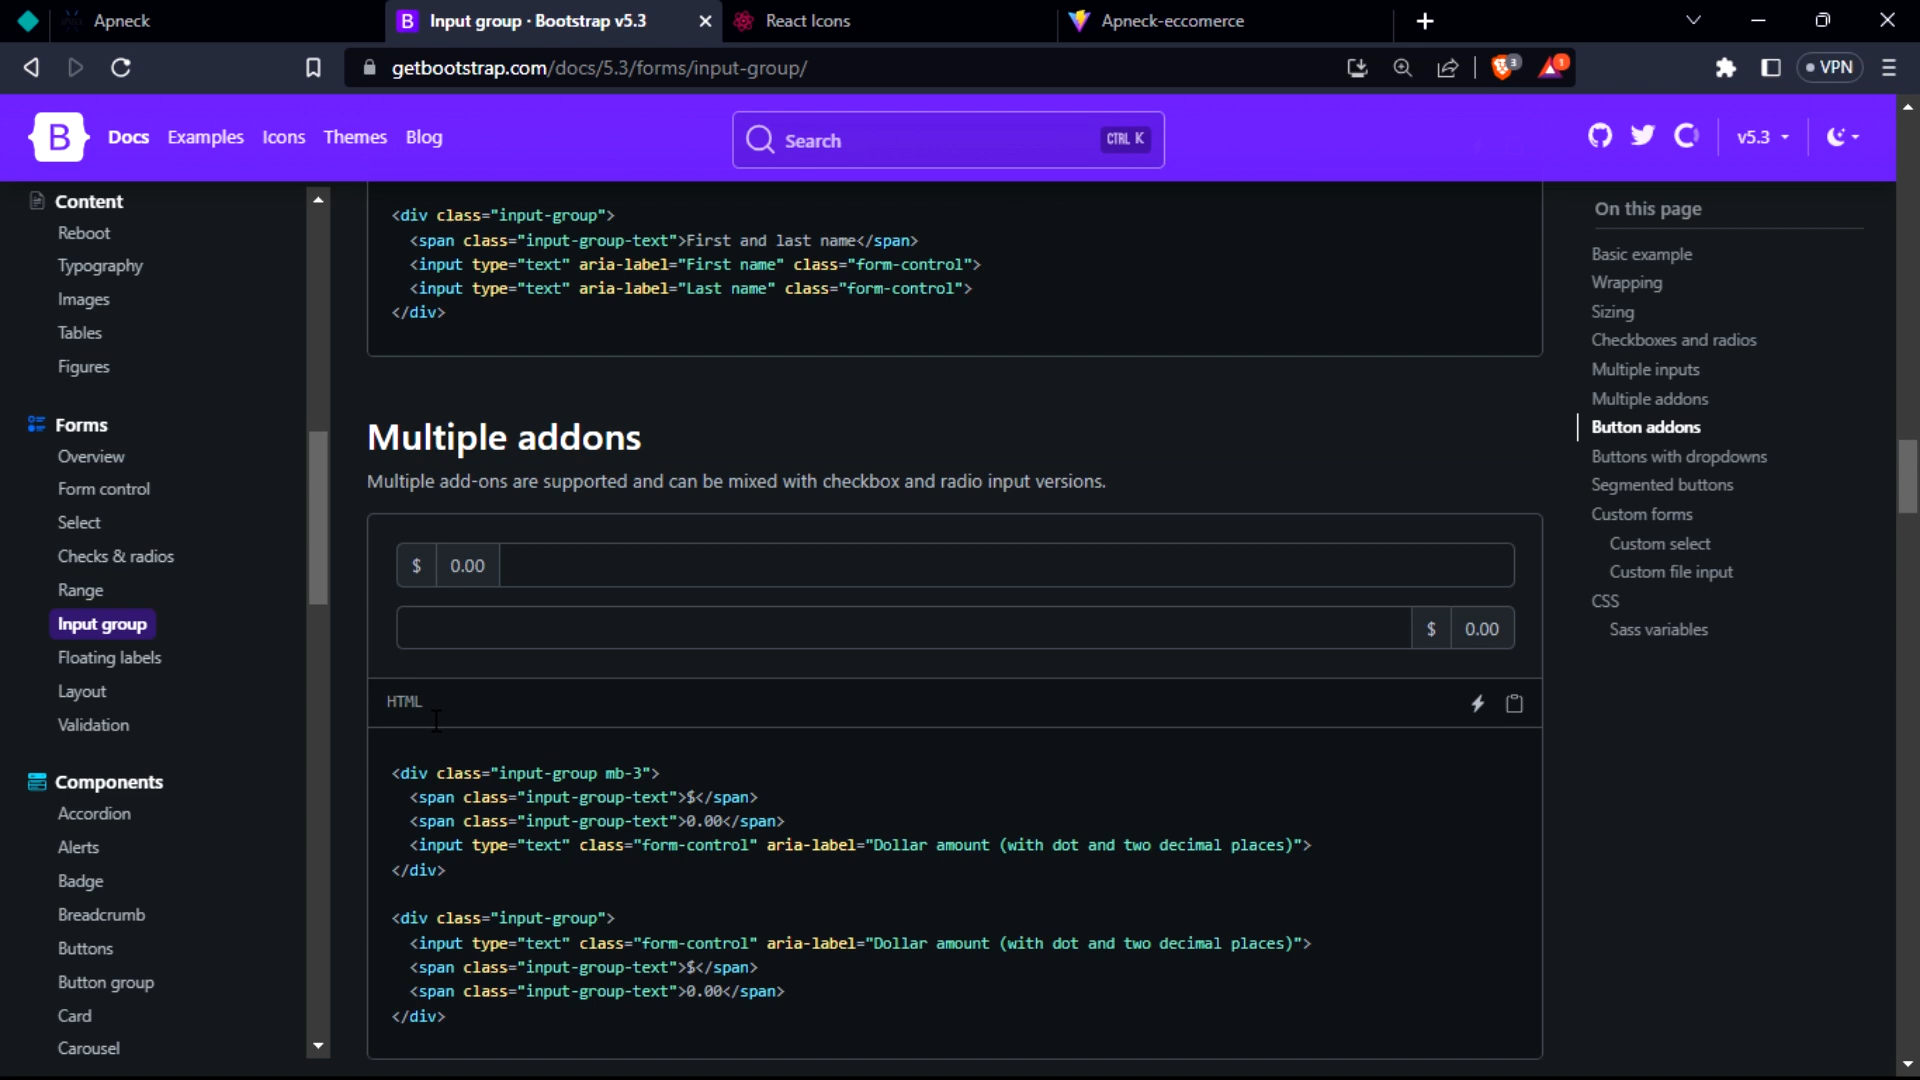 Apneck
Input group · Bootstrap v5.3
React Icons
Apneck-eccomerce
getbootstrap.com/docs/5.3/forms/input-group/
3
1
VPN
B
Docs Examples Icons Themes Blog
Search
CTRL K
v5.3
Content
Reboot
Typography
Images
Tables
Figures
Forms
Overview
Form control
Select
Checks & radios
Range
Input group
Floating labels
Layout
Validation
Components
Accordion
Alerts
Badge
Breadcrumb
Buttons
Button group
Card
Carousel
<div class="input-group">
<span class="input-group-text">First and last name</span>
<input type="text" aria-label="First name" class="form-control">
<input type="text" aria-label="Last name" class="form-control">
</div>
Multiple addons
Multiple add-ons are supported and can be mixed with checkbox and radio input versions.
$ 0.00
$ 0.00
HTML
<div class="input-group mb-3">
<span class="input-group-text">$</span>
<span class="input-group-text">0.00</span>
<input type="text" class="form-control" aria-label="Dollar amount (with dot and two decimal places)">
</div>
<div class="input-group">
<input type="text" class="form-control" aria-label="Dollar amount (with dot and two decimal places)">
<span class="input-group-text">$</span>
<span class="input-group-text">0.00</span>
</div>
On this page
Basic example
Wrapping
Sizing
Checkboxes and radios
Multiple inputs
Multiple addons
Button addons
Buttons with dropdowns
Segmented buttons
Custom forms
Custom select
Custom file input
CSS
Sass variables